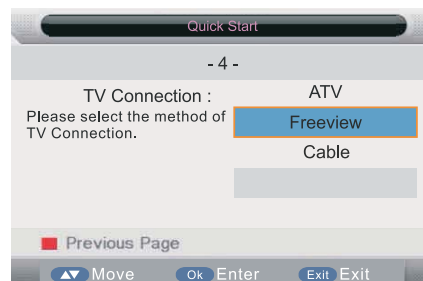 Quick Start
- 4 -
TV Connection :
Please select the method of
TV Connection.
ATV
Freeview
Cable
Previous Page
Move Ok Enter Exit Exit